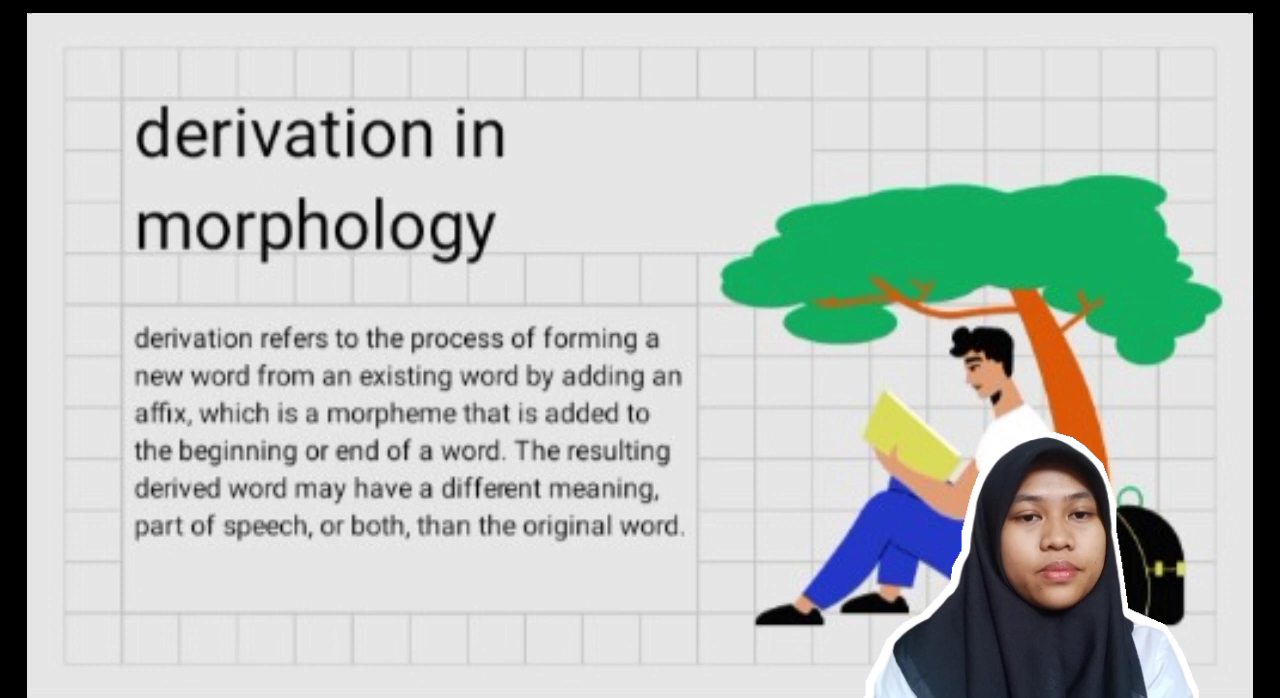 derivation in
morphology
derivation refers to the process of forming a
new word from an existing word by adding an
affix, which is a morpheme that is added to
the beginning or end of a word. The resulting
derived word may have a different meaning,
part of speech, or both, than the original word.